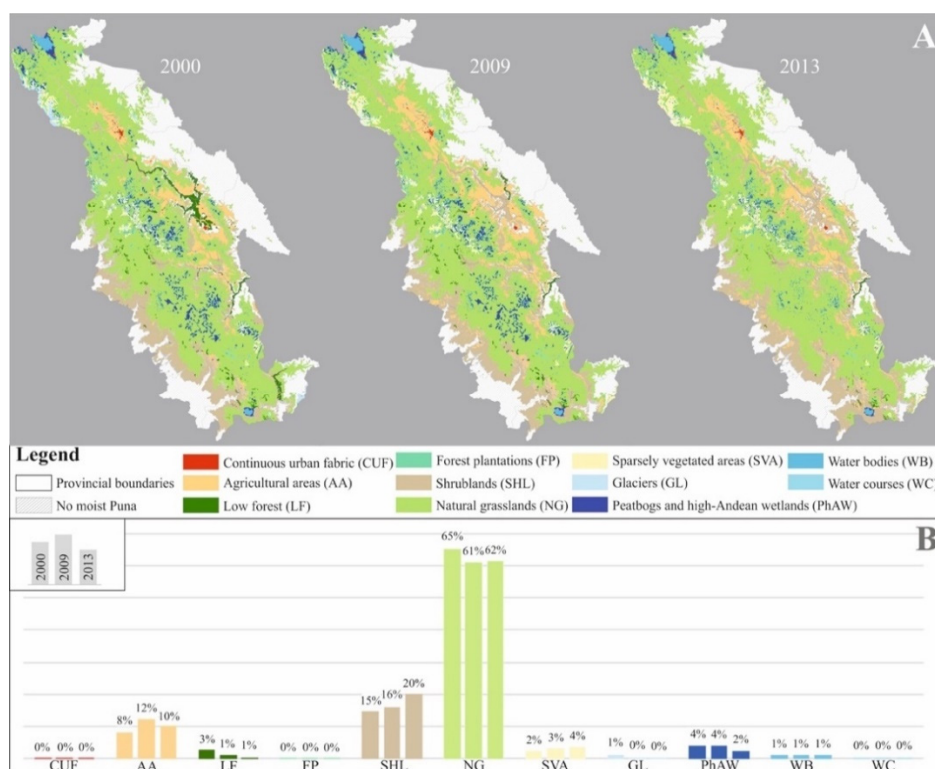 A
2000
2009
2013
Legend
Provincial boundaries
No moist Puna
Continuous urban fabric (CUF)
Agricultural areas (AA)
Low forest (LF)
Forest plantations (FP)
Shrublands (SHL)
Natural grasslands (NG)
Sparsely vegetated areas (SVA)
Glaciers (GL)
Peatbogs and high-Andean wetlands (PhAW)
Water bodies (WB)
Water courses (WC)
B
2000 2009 2013
65% 61% 62%
15% 16% 20%
8% 12% 10%
3% 1% 1%
2% 3% 4%
4% 4% 2%
0% 0% 0%
0% 0% 0%
1% 0% 0%
1% 1% 1%
0% 0% 0%
CUF AA LF FP SHL NG SVA GL PhAW WB WC